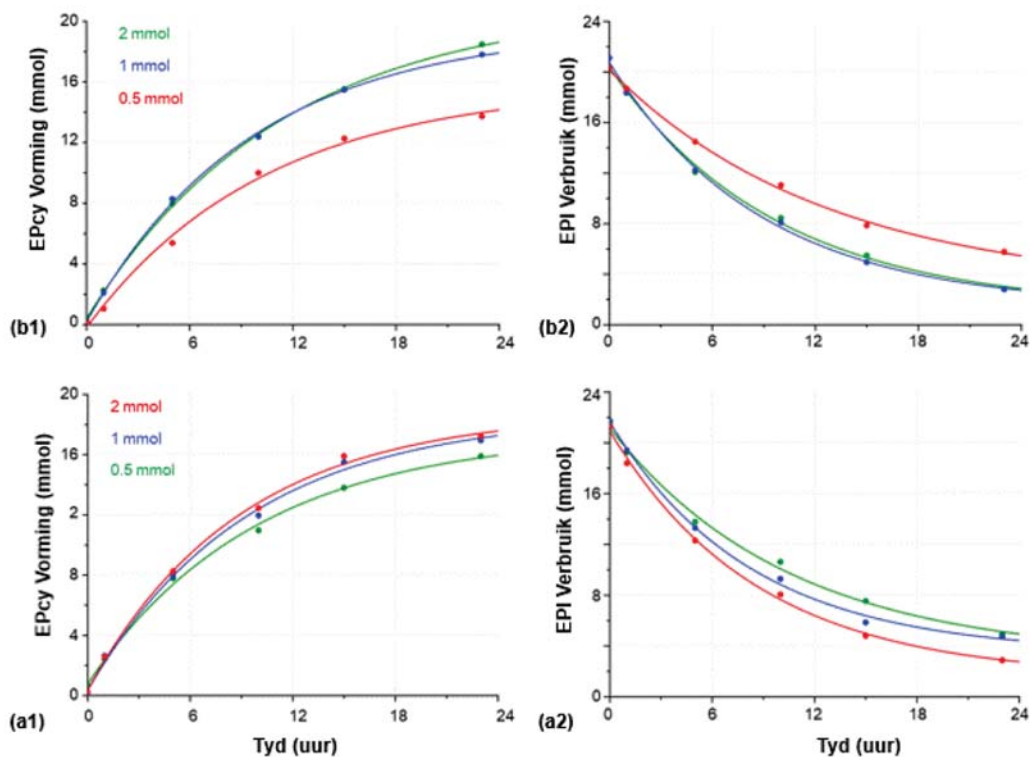 20
16
12
8
4
0
EPcy Vorming (mmol)
2 mmol
1 mmol
0.5 mmol
0
6
12
18
24
(b1)
24
16
8
0
EPI Verbruik (mmol)
0
6
12
18
24
(b2)
20
16
2
8
4
0
EPcy Vorming (mmol)
2 mmol
1 mmol
0.5 mmol
0
6
12
18
24
(a1)
Tyd (uur)
24
16
8
0
EPI Verbruik (mmol)
0
6
12
18
24
(a2)
Tyd (uur)